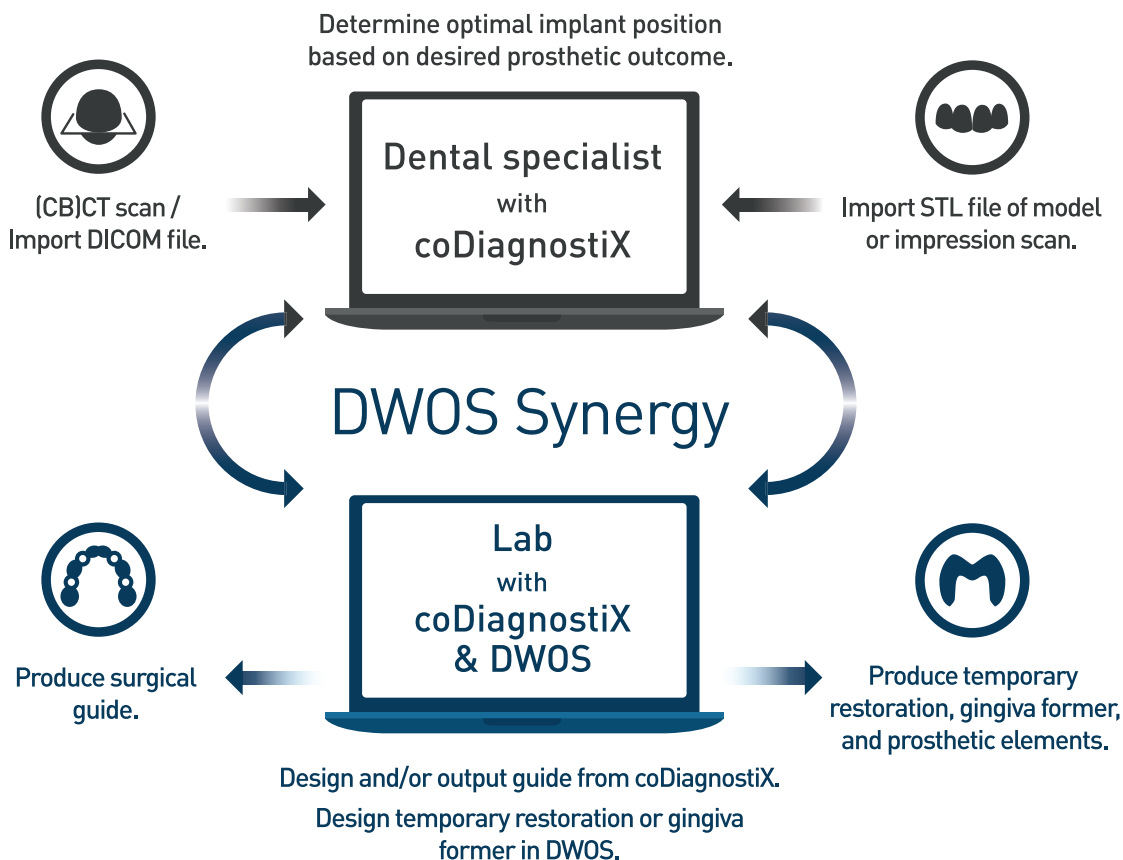 Determine optimal implant position
based on desired prosthetic outcome.
(CB)CT scan /
Import DICOM file.
Dental specialist
with
coDiagnostiX
Import STL file of model
or impression scan.
DWOS Synergy
Produce surgical
guide.
Lab
with
coDiagnostiX
& DWOS
Produce temporary
restoration, gingiva former,
and prosthetic elements.
Design and/or output guide from coDiagnostiX.
Design temporary restoration or gingiva
former in DWOS.